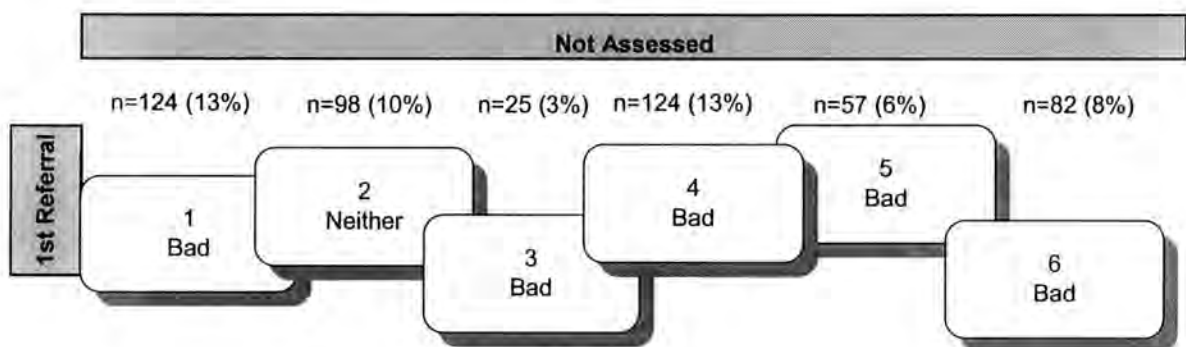 Not Assessed
n=124 (13%) n=98 (10%) n=25 (3%) n=124 (13%) n=57 (6%) n=82 (8%)
1st Referral
1
Bad
2
Neither
3
Bad
4
Bad
5
Bad
6
Bad